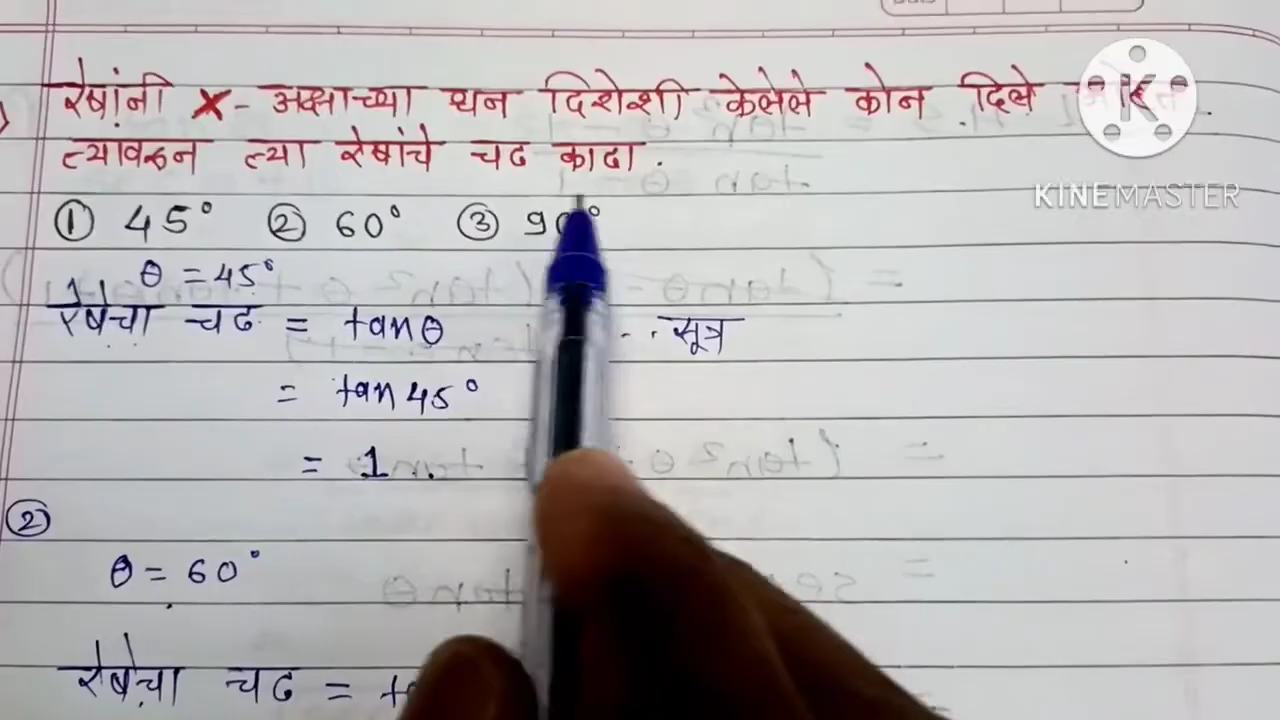 रेषांनी X- अक्षाच्या धन दिशेशी केलेले कोन दिले
त्यावरून त्या रेषांचे चढ काढा .
① 45° ② 60° ③ 90°
θ = 45°
रेषेचा चढ = tanθ . . सूत्र
= tan 45°
= 1 .
②
θ = 60°
रेषेचा चढ =
KINEMASTER